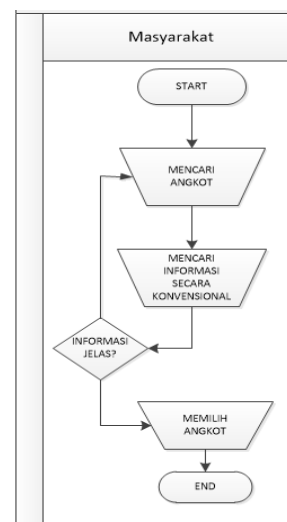 Masyarakat
START
MENCARI
ANGKOT
MENCARI
INFORMASI
SECARA
KONVENSIONAL
INFORMASI
JELAS?
MEMILIH
ANGKOT
END